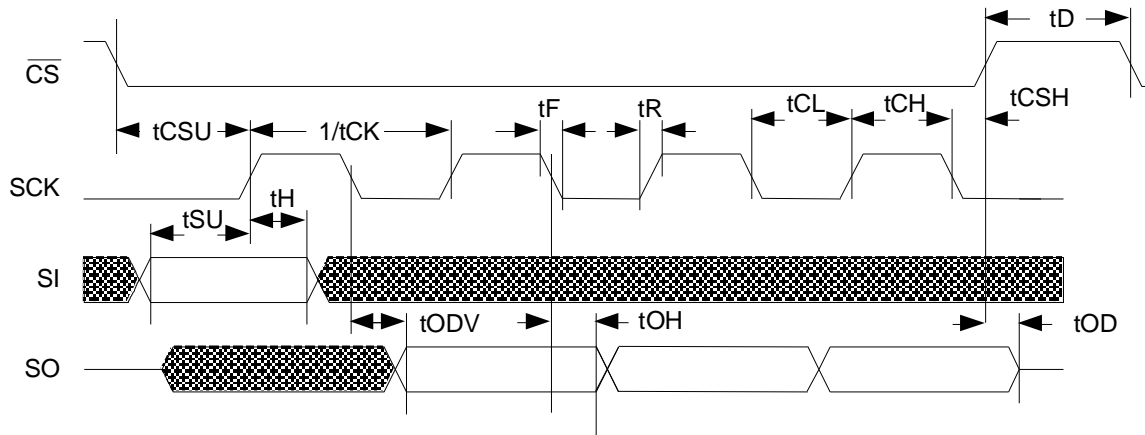 tD
CS
tF
tR
tCL
tCH
tCSH
tCSU
1/tCK
SCK
tSU
tH
SI
tODV
tOH
tOD
SO